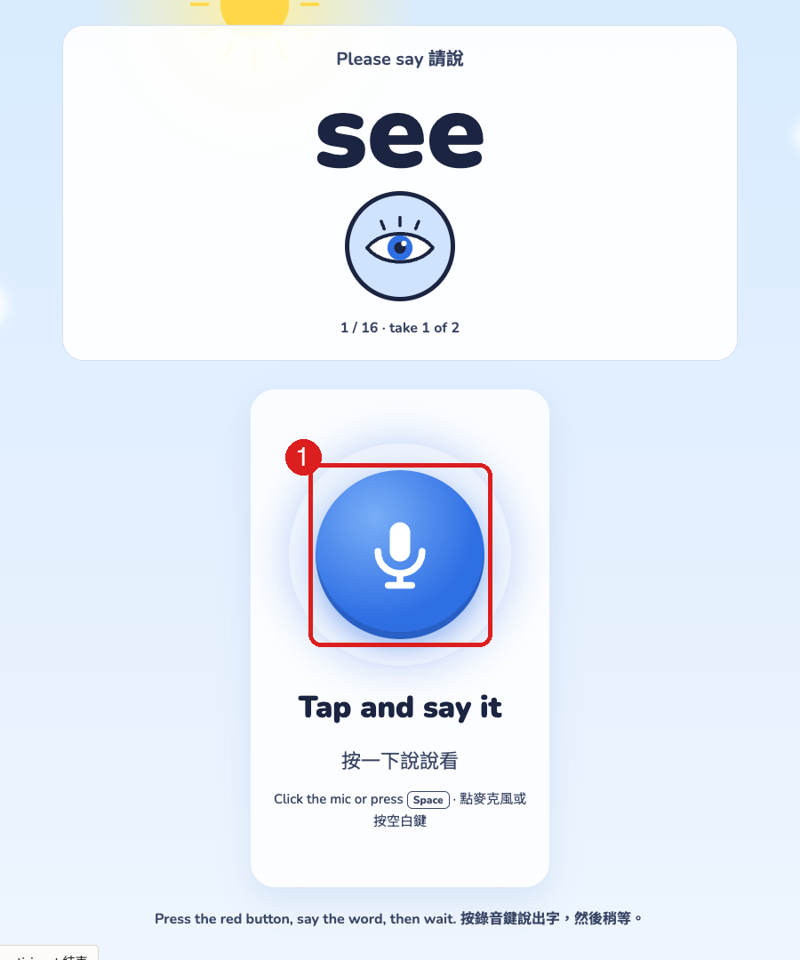 Please say 請說
see
1 / 16 · take 1 of 2
1
Tap and say it
按一下說說看
Click the mic or press Space · 點麥克風或
按空白鍵
Press the red button, say the word, then wait. 按錄音鍵說出字，然後稍等。